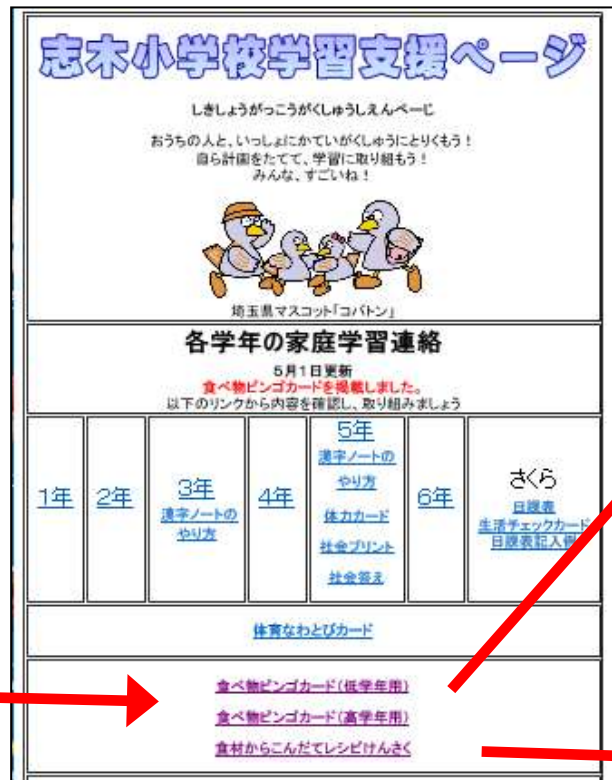 志木小学校学習支援ページ
しきしょうがっこうがくしゅうしえんぺーじ
おうちの人と、いっしょにかていがくしゅうにとりくもう！
自ら計画をたてて、学習に取り組もう！
みんな、すごいね！
埼玉県マスコット「コバトン」
各学年の家庭学習連絡
5月1日更新
食べ物ビンゴカードを掲載しました。
以下のリンクから内容を確認し、取り組みましょう
1年
2年
3年
漢字ノートの
やり方
4年
5年
漢字ノートの
やり方
体力カード
社会プリント
社会答え
6年
さくら
日課表
生活チェックカード
日課表記入例
体育なわとびカード
食べ物ビンゴカード(低学年用)
食べ物ビンゴカード(高学年用)
食材からこんだてレシピけんさく